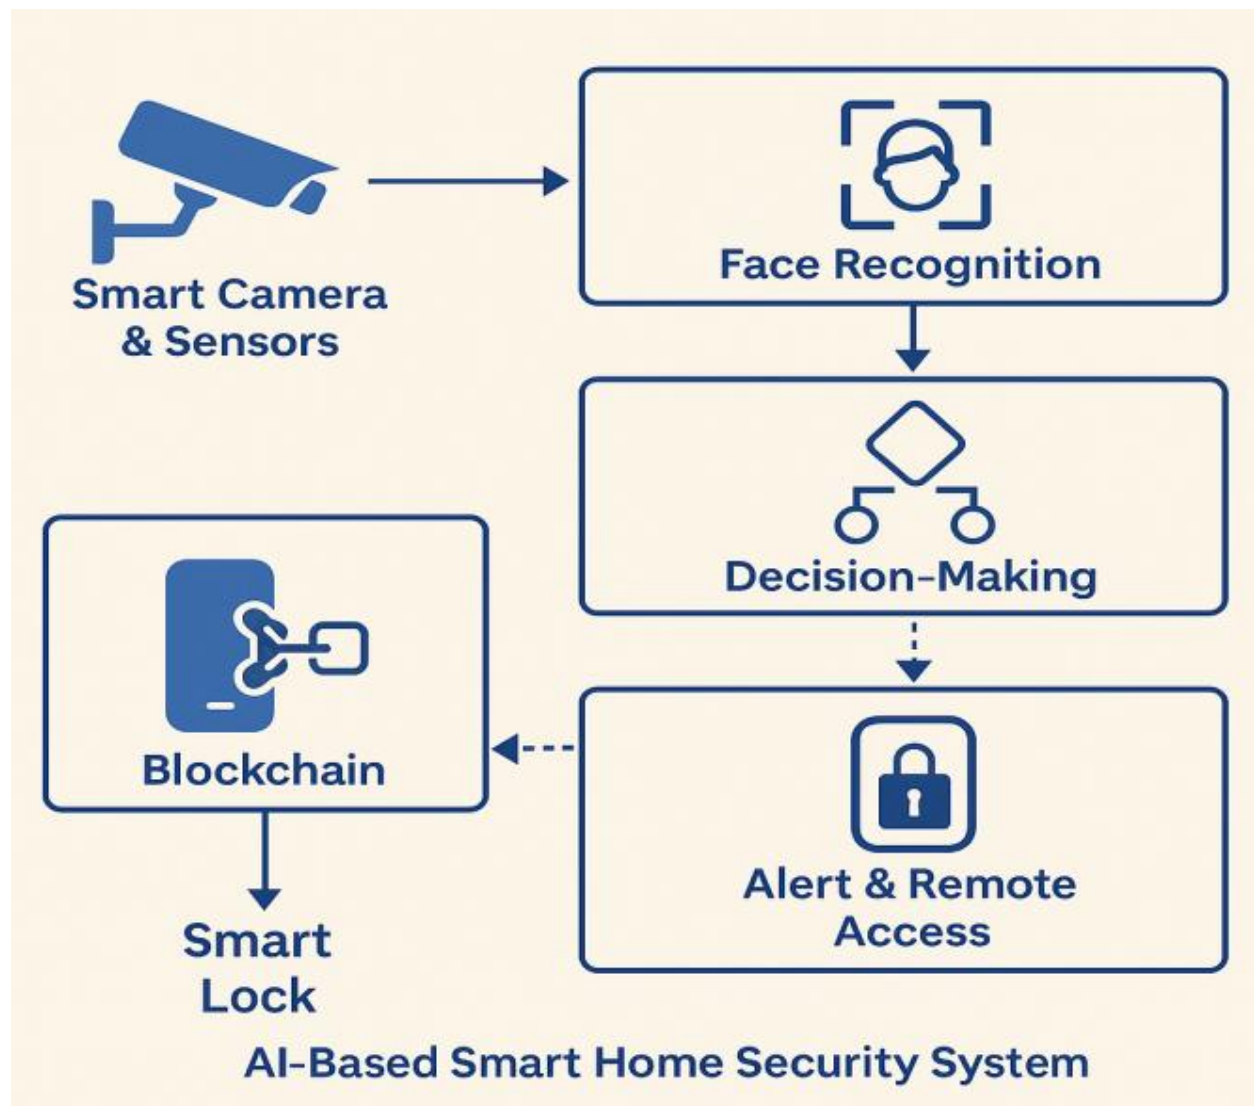 Smart Camera
& Sensors
Face Recognition
Decision-Making
Alert & Remote
Access
Blockchain
Smart
Lock
AI-Based Smart Home Security System